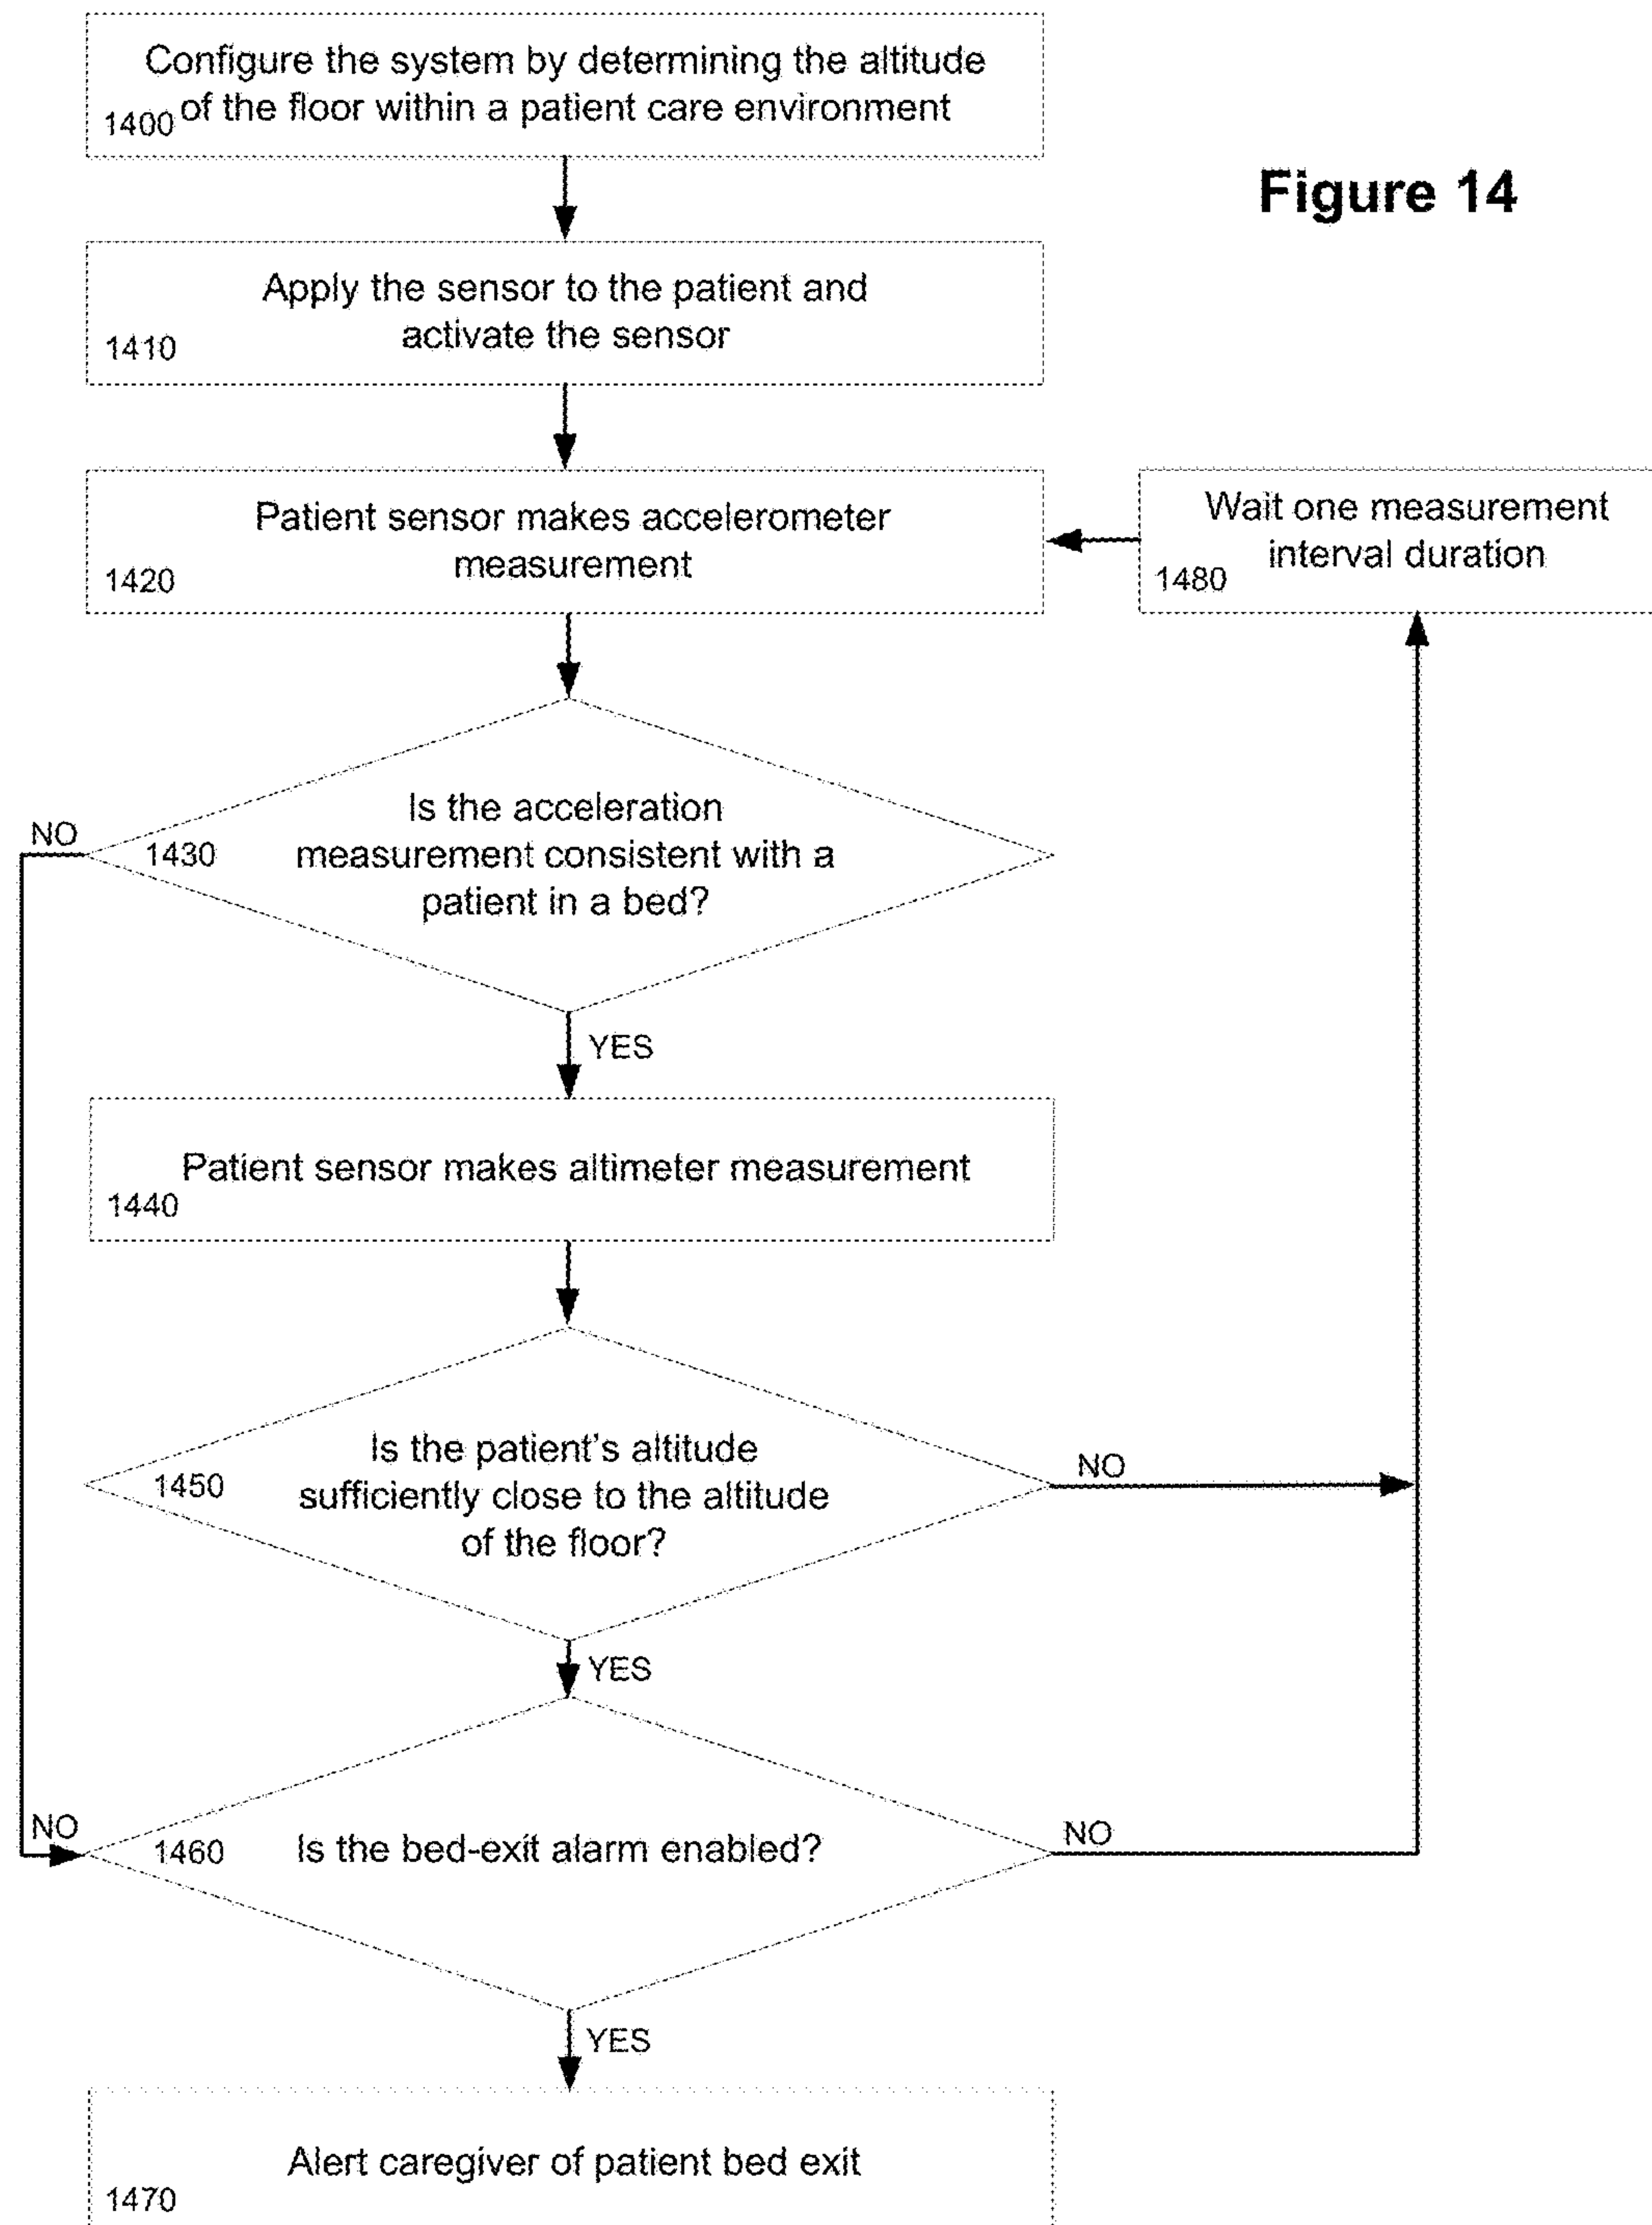 Configure the system by determining the altitude
of the floor within a patient care environment
1400
Figure 14
Apply the sensor to the patient and
activate the sensor
1410
Patient sensor makes accelerometer
measurement
1420
Wait one measurement
interval duration
1480
Is the acceleration
measurement consistent with a
patient in a bed?
1430
NO
YES
Patient sensor makes altimeter measurement
1440
Is the patient's altitude
sufficiently close to the altitude
of the floor?
1450
NO
YES
NO
1460
Is the bed-exit alarm enabled?
NO
YES
Alert caregiver of patient bed exit
1470